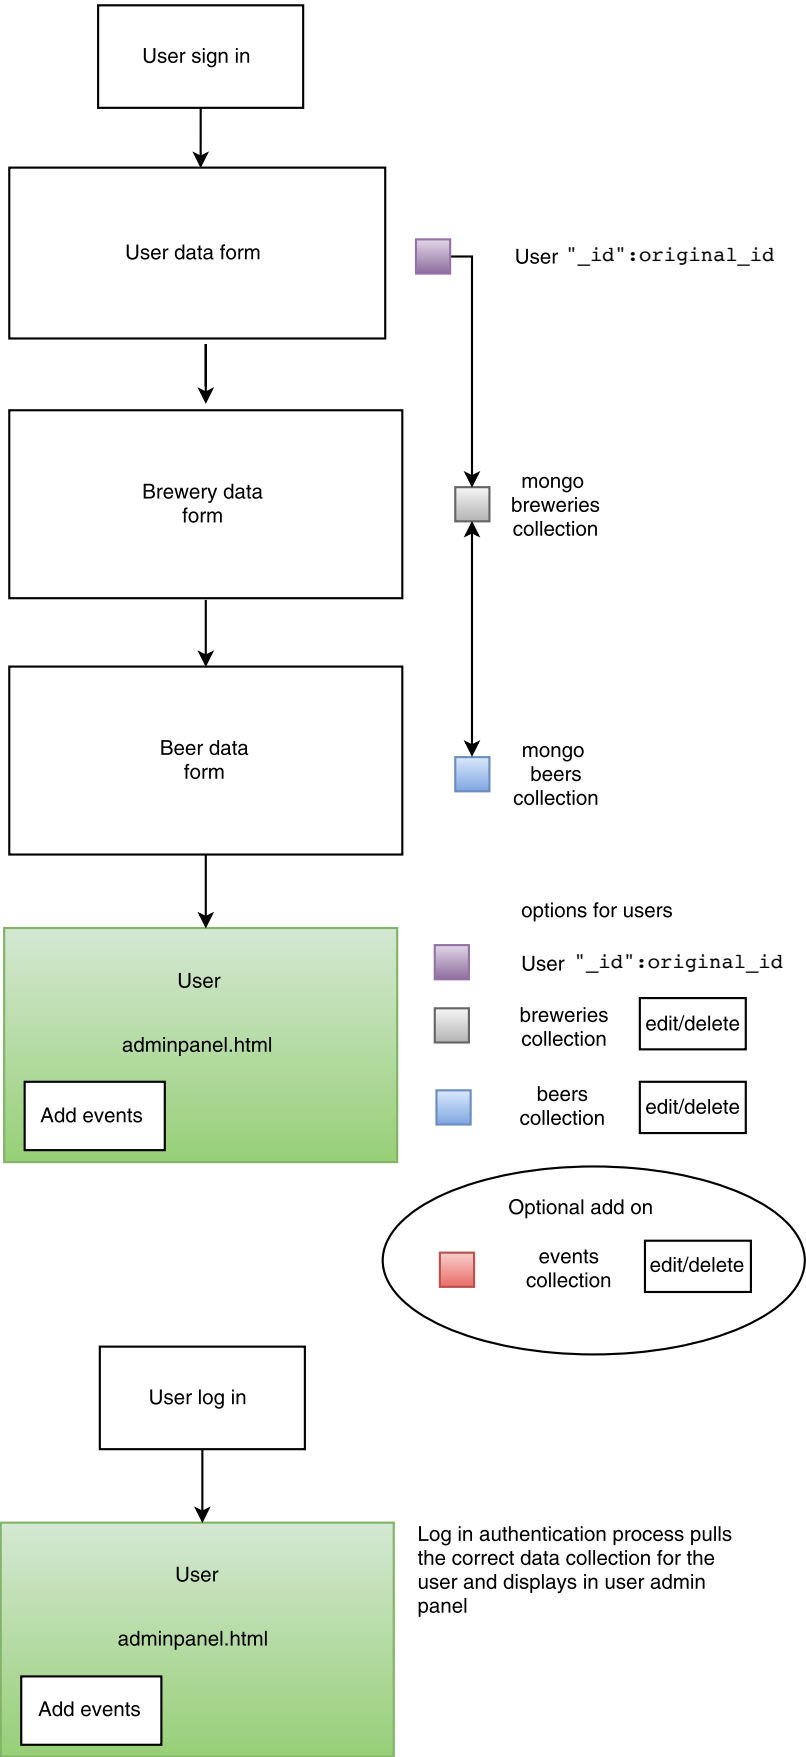 User sign in
User data form
User "_id":original_id
Brewery data
form
mongo
breweries
collection
Beer data
form
mongo
beers
collection
options for users
User
adminpanel.html
Add events
User "_id":original_id
breweries
collection
edit/delete
beers
collection
edit/delete
Optional add on
events
collection
edit/delete
User log in
User
adminpanel.html
Add events
Log in authentication process pulls
the correct data collection for the
user and displays in user admin
panel